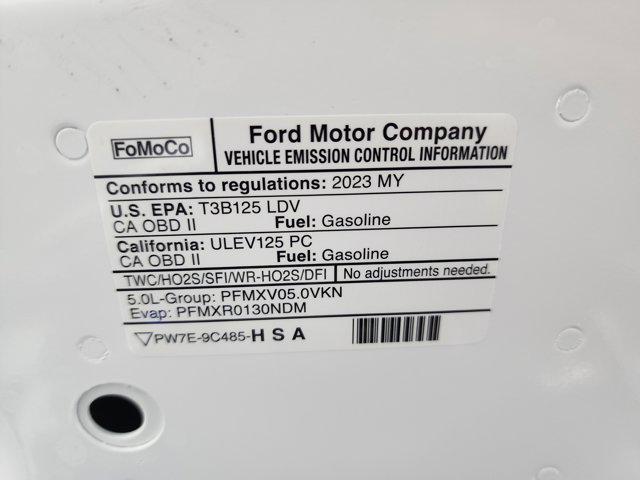 FoMoCo
Ford Motor Company
VEHICLE EMISSION CONTROL INFORMATION
Conforms to regulations: 2023 MY
U.S. EPA: T3B125 LDV
CA OBD II Fuel: Gasoline
California: ULEV125 PC
CA OBD II Fuel: Gasoline
TWC/HO2S/SFI/WR-HO2S/DFI No adjustments needed.
5.0L-Group: PFMXV05.0VKN
Evap: PFMXR0130NDM
▽PW7E-9C485-H S A